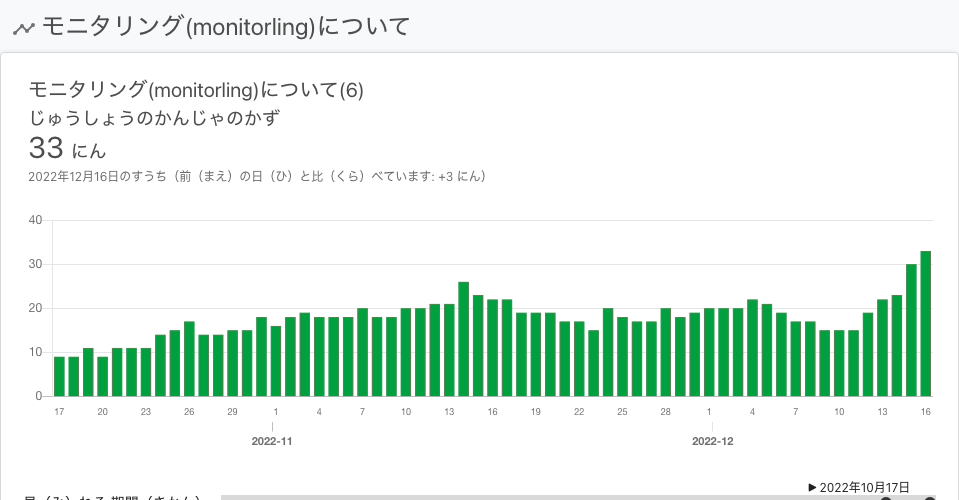 モニタリング(monitorling)について
モニタリング(monitorling)について(6)
じゅうしょうのかんじゃのかず
33 にん
2022年12月16日のすうち（前（まえ）の日（ひ）と比（くら）べています: +3 にん）
40
30
20
10
0
17 20 23 26 29 1 4 7 10 13 16 19 22 25 28 1 4 7 10 13 16
2022-11 2022-12
▶ 2022年10月17日